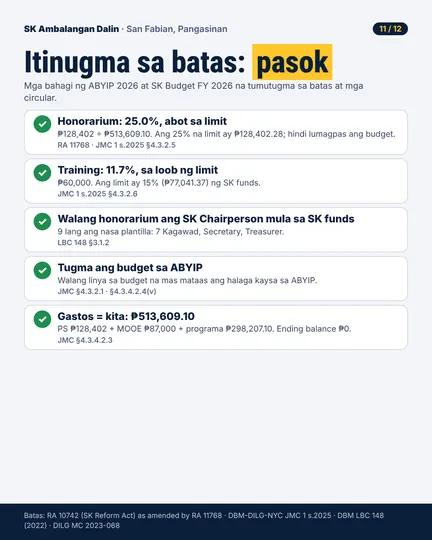 SK Ambalangan Dalin · San Fabian, Pangasinan
11 / 12
Itinugma sa batas: pasok
Mga bahagi ng ABYIP 2026 at SK Budget FY 2026 na tumutugma sa batas at mga
circular.
Honorarium: 25.0%, abot sa limit
₱128,402 ÷ ₱513,609.10. Ang 25% na limit ay ₱128,402.28; hindi lumagpas ang budget.
RA 11768 · JMC 1 s.2025 §4.3.2.5
Training: 11.7%, sa loob ng limit
₱60,000. Ang limit ay 15% (₱77,041.37) ng SK funds.
JMC 1 s.2025 §4.3.2.6
Walang honorarium ang SK Chairperson mula sa SK funds
9 lang ang nasa plantilla: 7 Kagawad, Secretary, Treasurer.
LBC 148 §3.1.2
Tugma ang budget sa ABYIP
Walang linya sa budget na mas mataas ang halaga kaysa sa ABYIP.
JMC §4.3.2.1 · §4.3.4.2.4(v)
Gastos = kita: ₱513,609.10
PS ₱128,402 + MOOE ₱87,000 + programa ₱298,207.10. Ending balance ₱0.
JMC §4.3.4.2.3
Batas: RA 10742 (SK Reform Act) as amended by RA 11768 · DBM-DILG-NYC JMC 1 s.2025 · DBM LBC 148
(2022) · DILG MC 2023-068